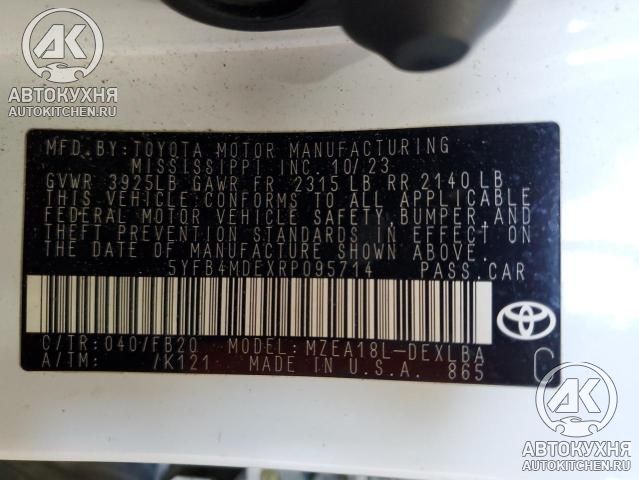 АК
АВТОКУХНЯ
AUTOKITCHEN.RU
MFD. BY: TOYOTA MOTOR MANUFACTURING
MISSISSIPPI INC. 10/23
GVWR 3925LB GAWR FR 2315 LB RR 2140 LB
THIS VEHICLE CONFORMS TO ALL APPLICABLE
FEDERAL MOTOR VEHICLE SAFETY, BUMPER, AND
THEFT PREVENTION STANDARDS IN EFFECT ON
THE DATE OF MANUFACTURE SHOWN ABOVE.
5YFB4MDEXRP095714 PASS. CAR
C/TR: 040/FB20 MODEL: MZEA18L-DEXLBA
A/TM: /K121 MADE IN U.S.A. 865
C
АК
АВТОКУХНЯ
AUTOKITCHEN.RU